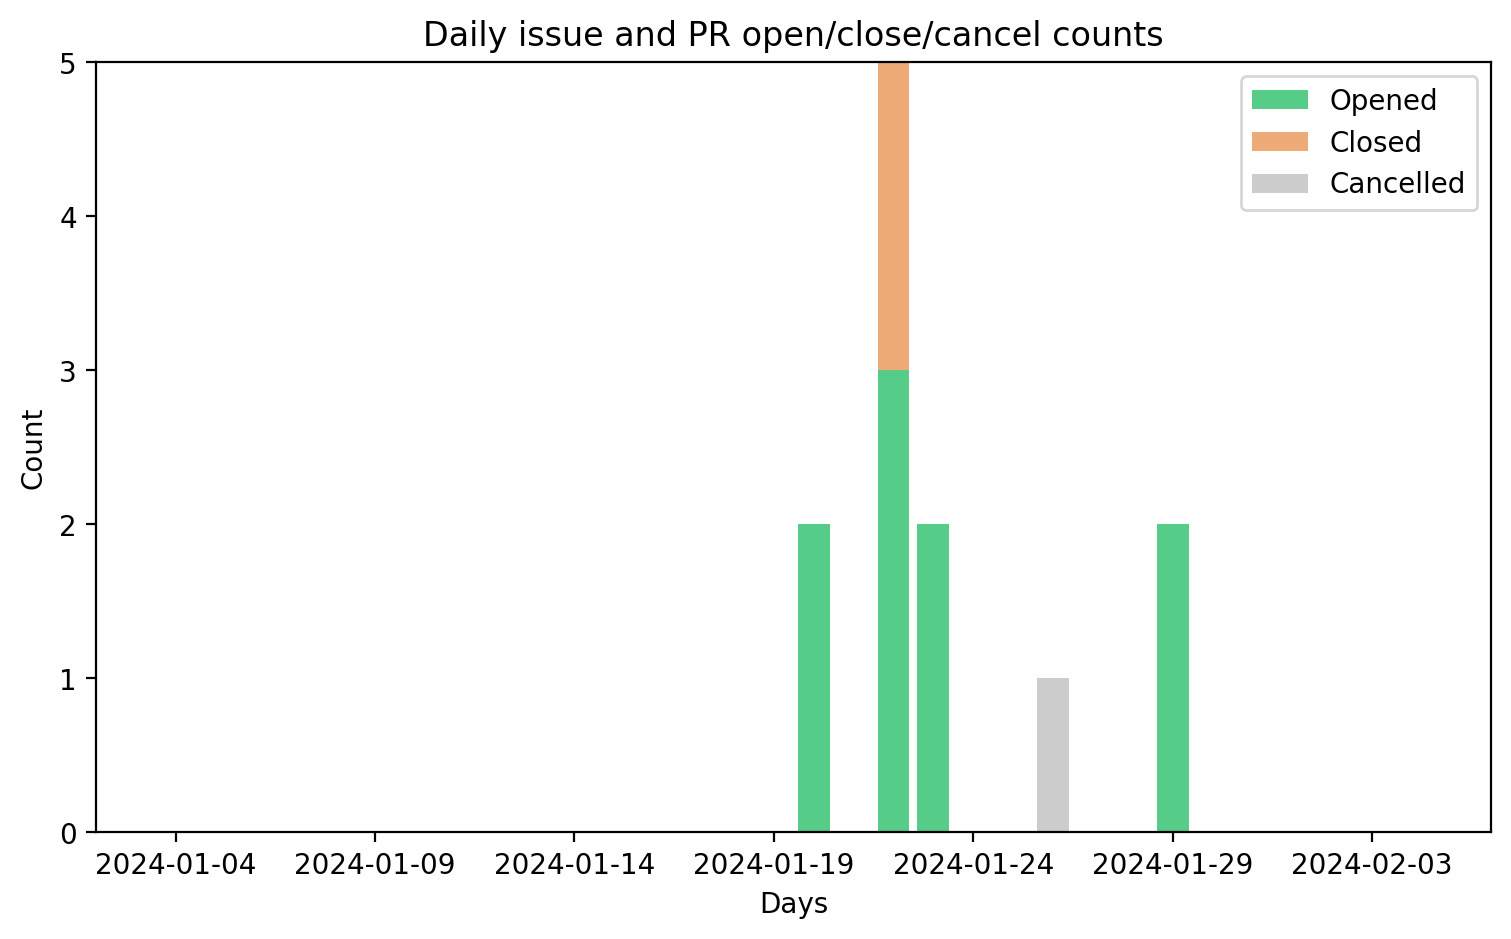 Daily issue and PR open/close/cancel counts
Opened
Closed
Cancelled
Count
5
4
3
2
1
0
2024-01-04 2024-01-09 2024-01-14 2024-01-19 2024-01-24 2024-01-29 2024-02-03
Days